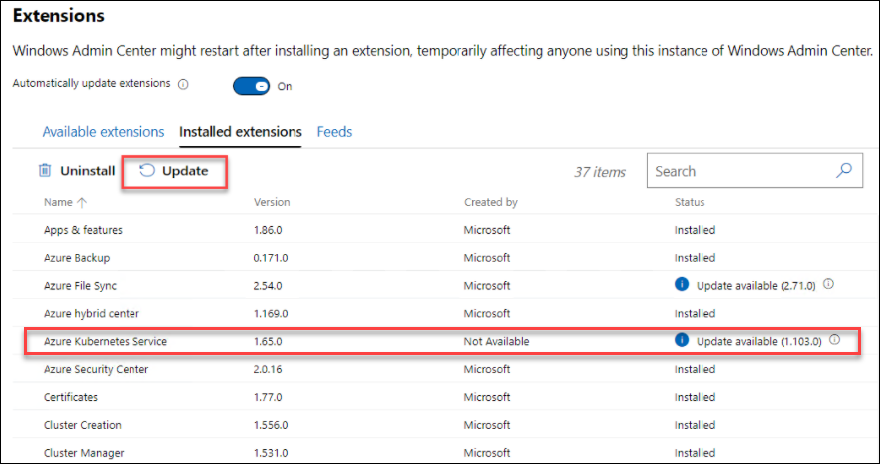 Extensions
Windows Admin Center might restart after installing an extension, temporarily affecting anyone using this instance of Windows Admin Center.
Automatically update extensions On
Available extensions Installed extensions Feeds
Uninstall Update 37 items Search
Name Version Created by Status
Apps & features 1.86.0 Microsoft Installed
Azure Backup 0.171.0 Microsoft Installed
Azure File Sync 2.54.0 Microsoft Update available (2.71.0)
Azure hybrid center 1.169.0 Microsoft Installed
Azure Kubernetes Service 1.65.0 Not Available Update available (1.103.0)
Azure Security Center 2.0.16 Microsoft Installed
Certificates 1.77.0 Microsoft Installed
Cluster Creation 1.556.0 Microsoft Installed
Cluster Manager 1.531.0 Microsoft Installed